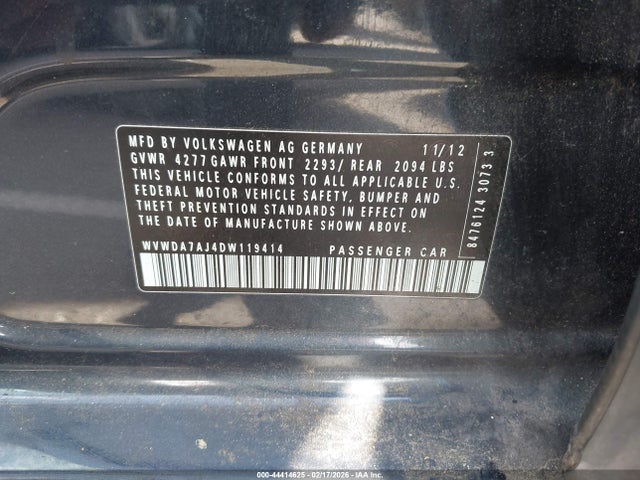 MFD BY VOLKSWAGEN AG GERMANY 11/12
GVWR 4277 GAWR FRONT 2293/ REAR 2094 LBS
THIS VEHICLE CONFORMS TO ALL APPLICABLE U.S.
FEDERAL MOTOR VEHICLE SAFETY, BUMPER AND
THEFT PREVENTION STANDARDS IN EFFECT ON
THE DATE OF MANUFACTURE SHOWN ABOVE.
WVWDA7AJ4DW119414 PASSENGER CAR
8476124 3073 3
000-44414625 - 02/17/2026 - IAA Inc.